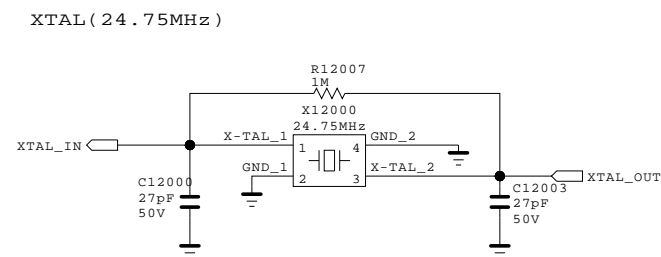 XTAL(24.75MHz)
R12007
1M
X12000
24.75MHz
X-TAL_1
GND_2
XTAL_IN
1
4
GND_1
X-TAL_2
2
3
XTAL_OUT
C12000
27pF
50V
C12003
27pF
50V